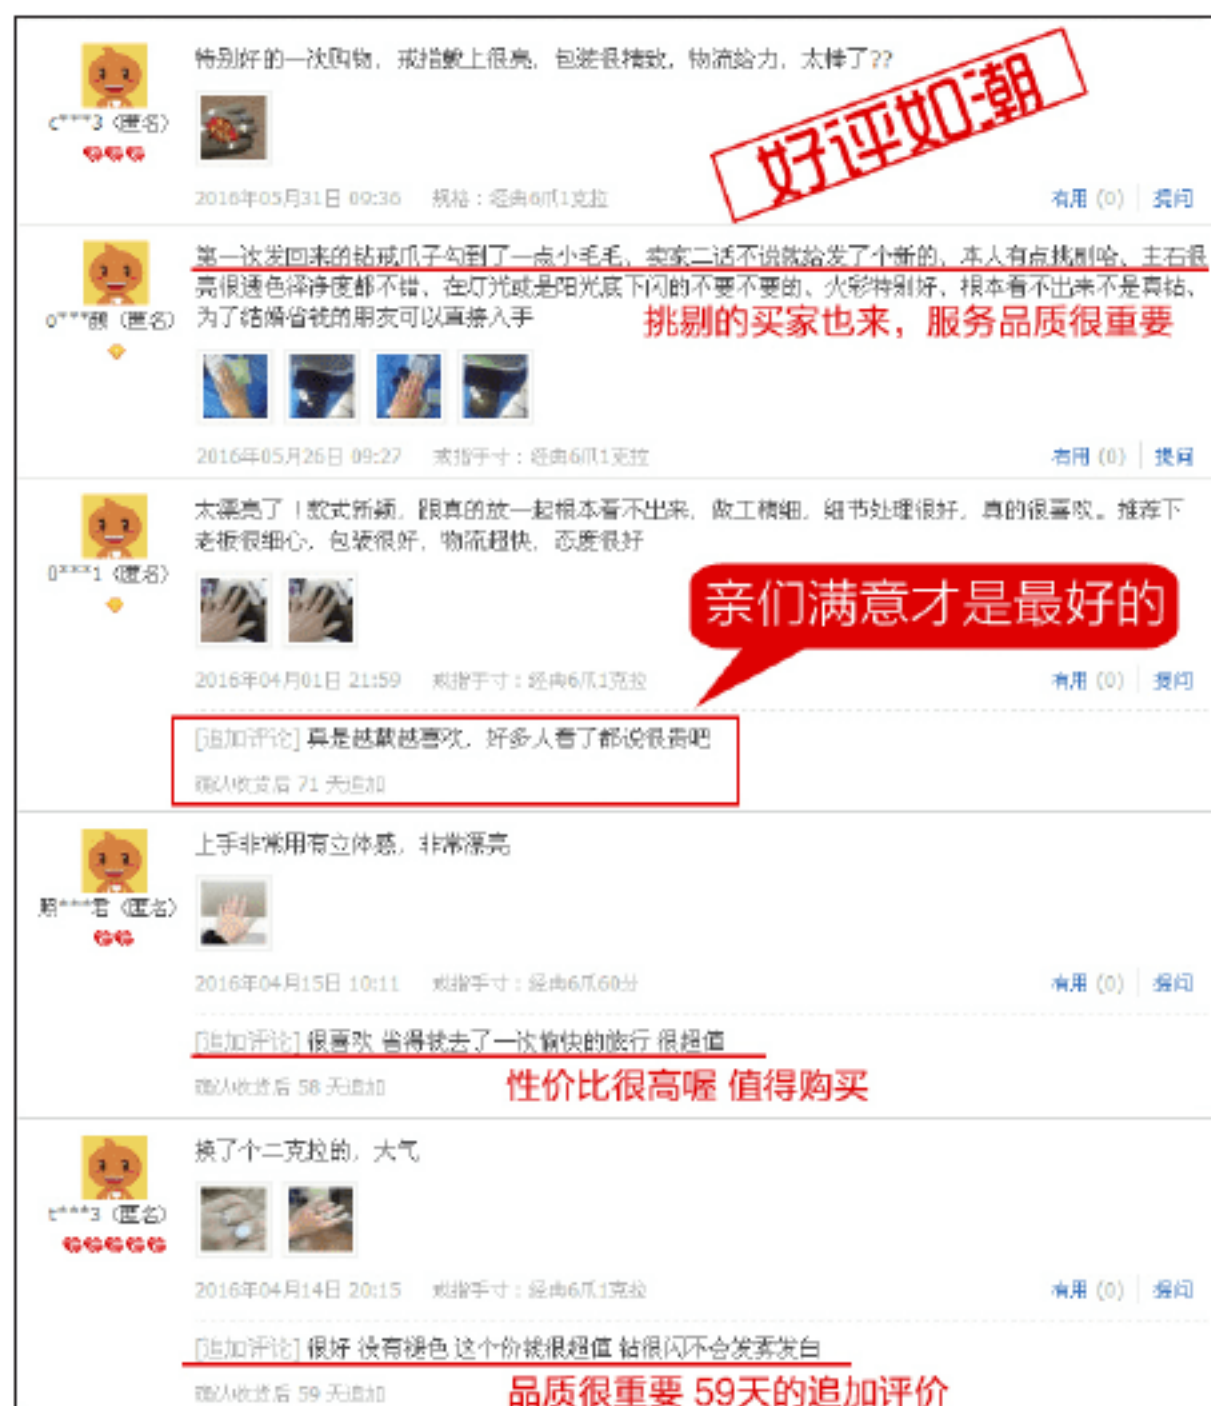 特别好的一次购物，戒指戴上很亮，包装很精致，物流给力，太棒了??
好评如潮
c***3（匿名）
2016年05月31日 09:36 规格：经典6爪1克拉
有用 (0) 提问
第一次发回来的钻戒爪子勾到了一点小毛毛，卖家二话不说就给发了个新的，本人有点挑剔哈，主石很
亮很透色泽净度都不错，在灯光或是阳光底下闪的不要不要的，火彩特别好，根本看不出来不是真钻，
o***靓（匿名）
为了结婚省钱的朋友可以直接入手
挑剔的买家也来，服务品质很重要
2016年05月26日 09:27 戒指手寸：经典6爪1克拉
有用 (0) 提问
太漂亮了！款式新颖，跟真的放一起根本看不出来，做工精细，细节处理很好，真的很喜欢。推荐下
老板很细心，包装很好，物流超快，态度很好
0***1（匿名）
亲们满意才是最好的
2016年04月01日 21:59 戒指手寸：经典6爪1克拉
有用 (0) 提问
[追加评论] 真是越戴越喜欢，好多人看了都说很贵吧
确认收货后 71 天追加
上手非常用有立体感，非常漂亮
君（匿名）
2016年04月15日 10:11 戒指手寸：经典6爪60分
有用 (0) 提问
[追加评论] 很喜欢 省得钱去了一次愉快的旅行 很超值
确认收货后 58 天追加
性价比很高喔 值得购买
换了个二克拉的，大气
t***3（匿名）
2016年04月14日 20:15 戒指手寸：经典6爪1克拉
有用 (0) 提问
[追加评论] 很好 没有褪色 这个价钱很超值 钻很闪不会发雾发白
确认收货后 59 天追加
品质很重要 59天的追加评价